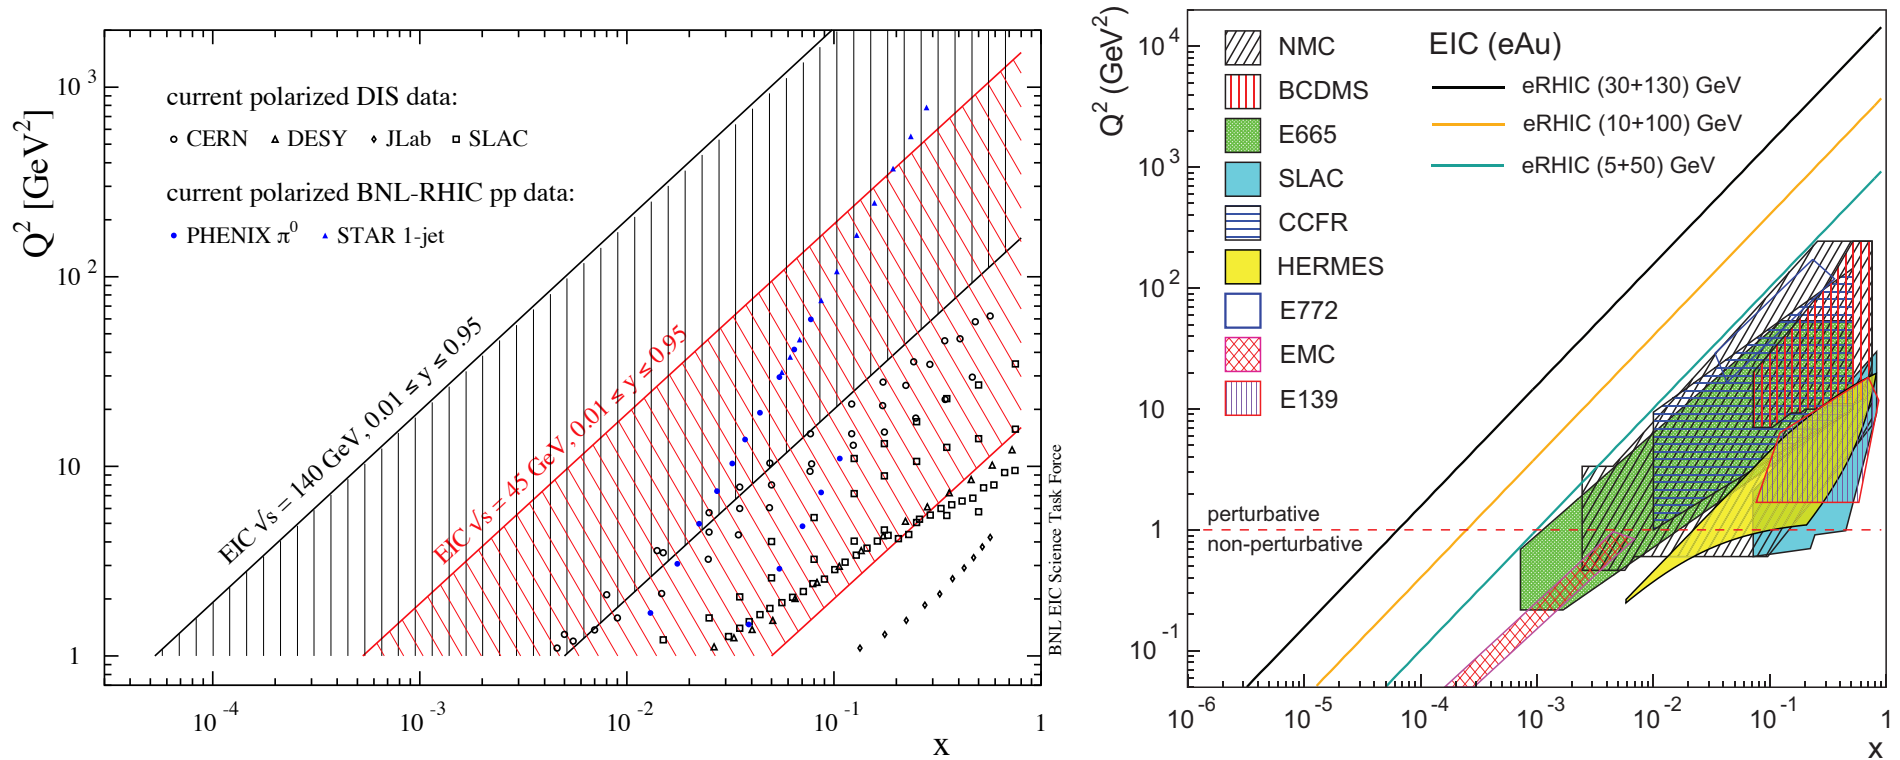 Q² [GeV²]
10³
10²
10
1
current polarized DIS data:
CERN DESY JLab SLAC
current polarized BNL-RHIC pp data:
PHENIX π⁰ STAR 1-jet
EIC √s = 140 GeV, 0.01 ≤ y ≤ 0.95
EIC √s = 45 GeV, 0.01 ≤ y ≤ 0.95
BNL EIC Science Task Force
10⁻⁴ 10⁻³ 10⁻² 10⁻¹ 1
x
Q² (GeV²)
10⁴
10³
10²
10
1
10⁻¹
NMC
BCDMS
E665
SLAC
CCFR
HERMES
E772
EMC
E139
EIC (eAu)
eRHIC (30+130) GeV
eRHIC (10+100) GeV
eRHIC (5+50) GeV
perturbative
non-perturbative
10⁻⁶ 10⁻⁵ 10⁻⁴ 10⁻³ 10⁻² 10⁻¹ 1
x